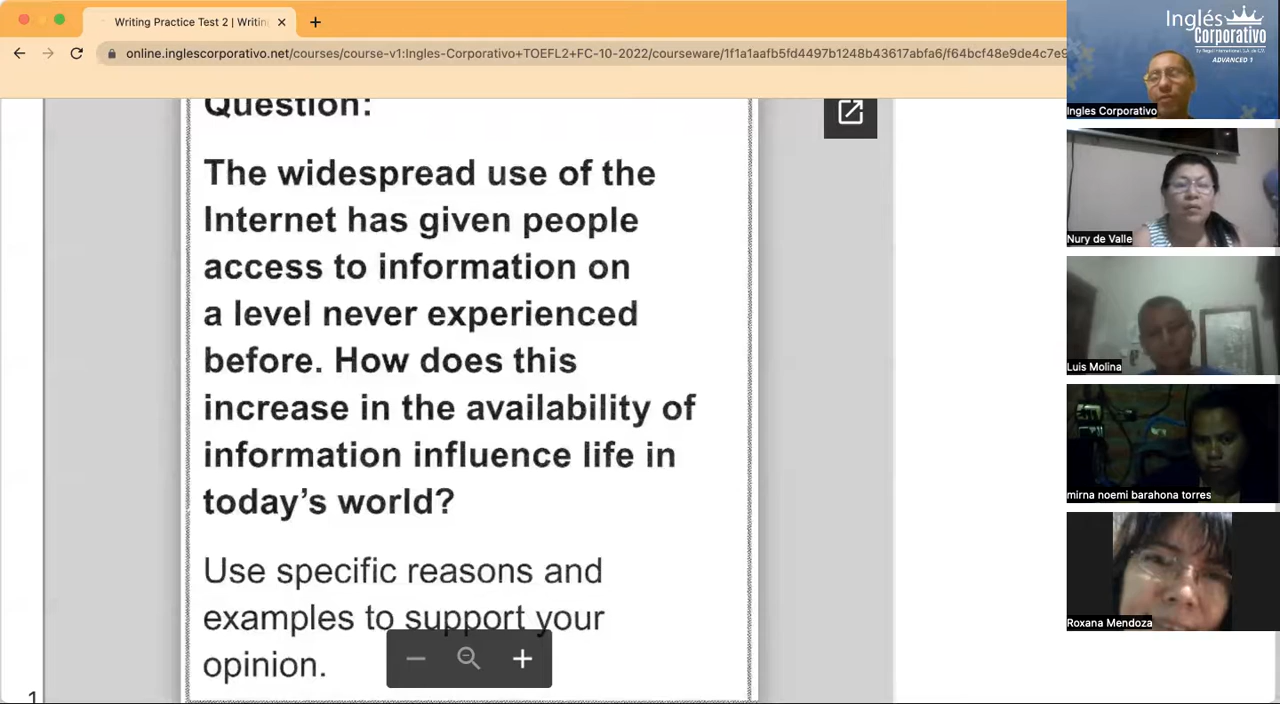 Writing Practice Test 2 | Writin
online.inglescorporativo.net/courses/course-v1:Ingles-Corporativo+TOEFL2+FC-10-2022/courseware/1f1a1aafb5fd4497b1248b43617abfa6/f64bcf48e9de4c7e9
Question:
The widespread use of the
Internet has given people
access to information on
a level never experienced
before. How does this
increase in the availability of
information influence life in
today's world?
Use specific reasons and
examples to support your
opinion.
1
Inglés
Corporativo
ADVANCED 1
Ingles Corporativo
Nury de Valle
Luis Molina
mirna noemi barahona torres
Roxana Mendoza